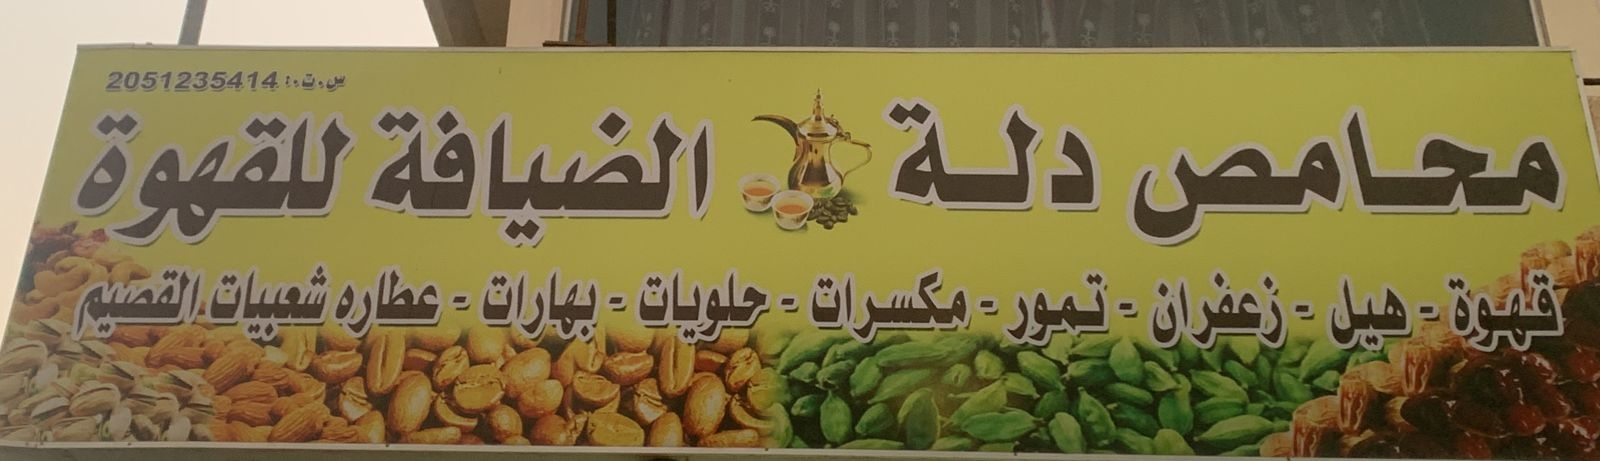 س.ت.: 2051235414
محامص دلة الضيافة للقهوة
قهوة - هيل - زعفران - تمور - مكسرات - حلويات - بهارات - عطاره شعبيات القصيم